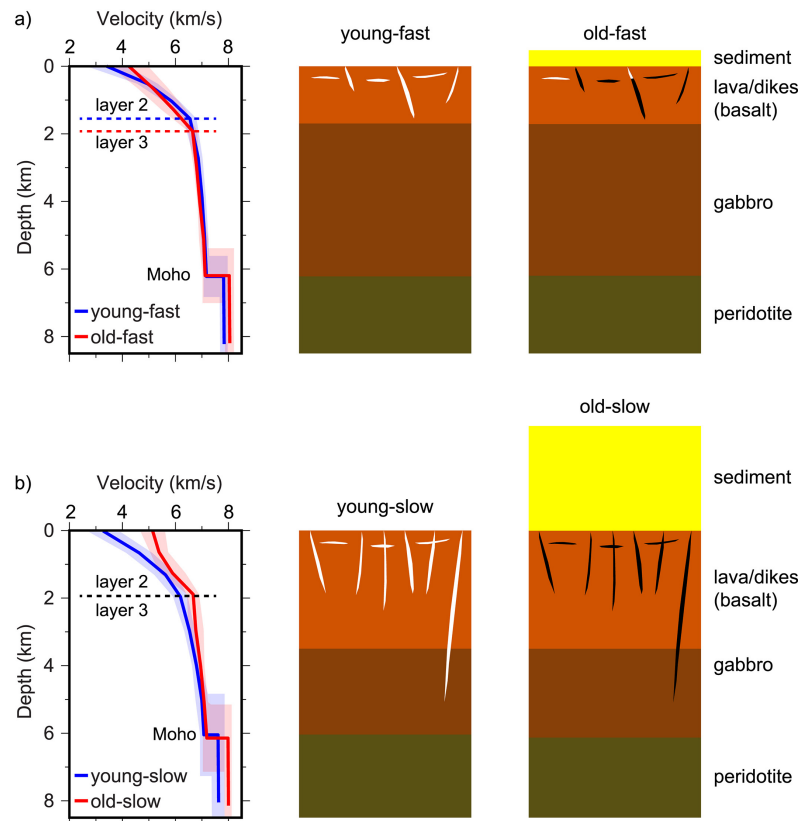 a)
Velocity (km/s)
2 4 6 8
0
2
4
6
8
Depth (km)
layer 2
layer 3
Moho
young-fast
old-fast
young-fast
old-fast
sediment
lava/dikes
(basalt)
gabbro
peridotite
b)
Velocity (km/s)
2 4 6 8
0
2
4
6
8
Depth (km)
layer 2
layer 3
Moho
young-slow
old-slow
young-slow
old-slow
sediment
lava/dikes
(basalt)
gabbro
peridotite